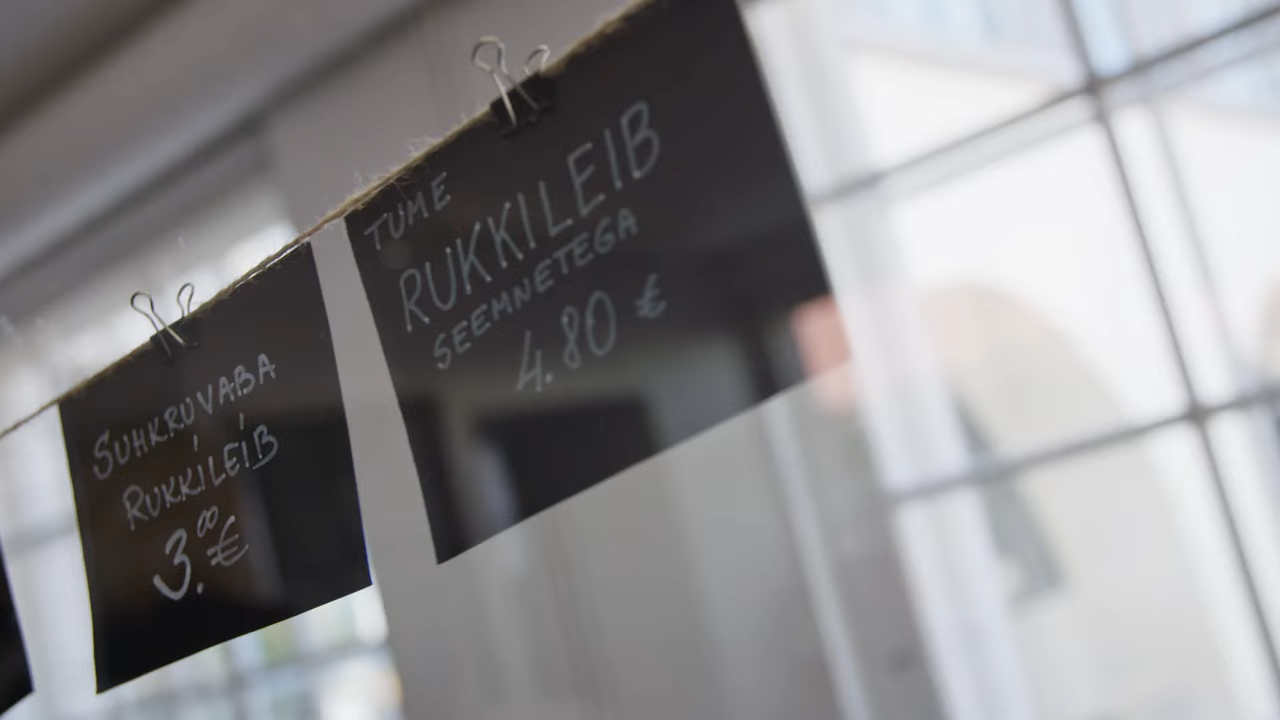 SUHKRUVABA
RUKKILEIB
3.00 €
TUME
RUKKILEIB
SEEMNETEGA
4.80 €